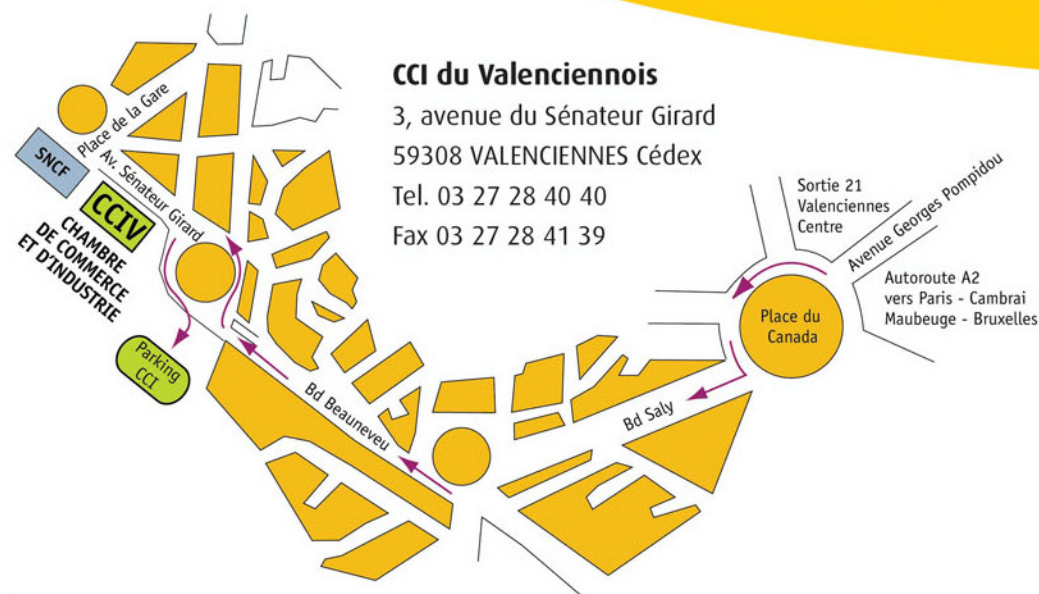 CCI du Valenciennois
3, avenue du Sénateur Girard
59308 VALENCIENNES Cédex
Tel. 03 27 28 40 40
Fax 03 27 28 41 39
Place de la Gare
SNCF
Av. Sénateur Girard
CCIV
CHAMBRE
DE COMMERCE
ET D'INDUSTRIE
Parking
CCI
Bd Beauneveu
Bd Saly
Place du
Canada
Sortie 21
Valenciennes
Centre
Avenue Georges Pompidou
Autoroute A2
vers Paris - Cambrai
Maubeuge - Bruxelles